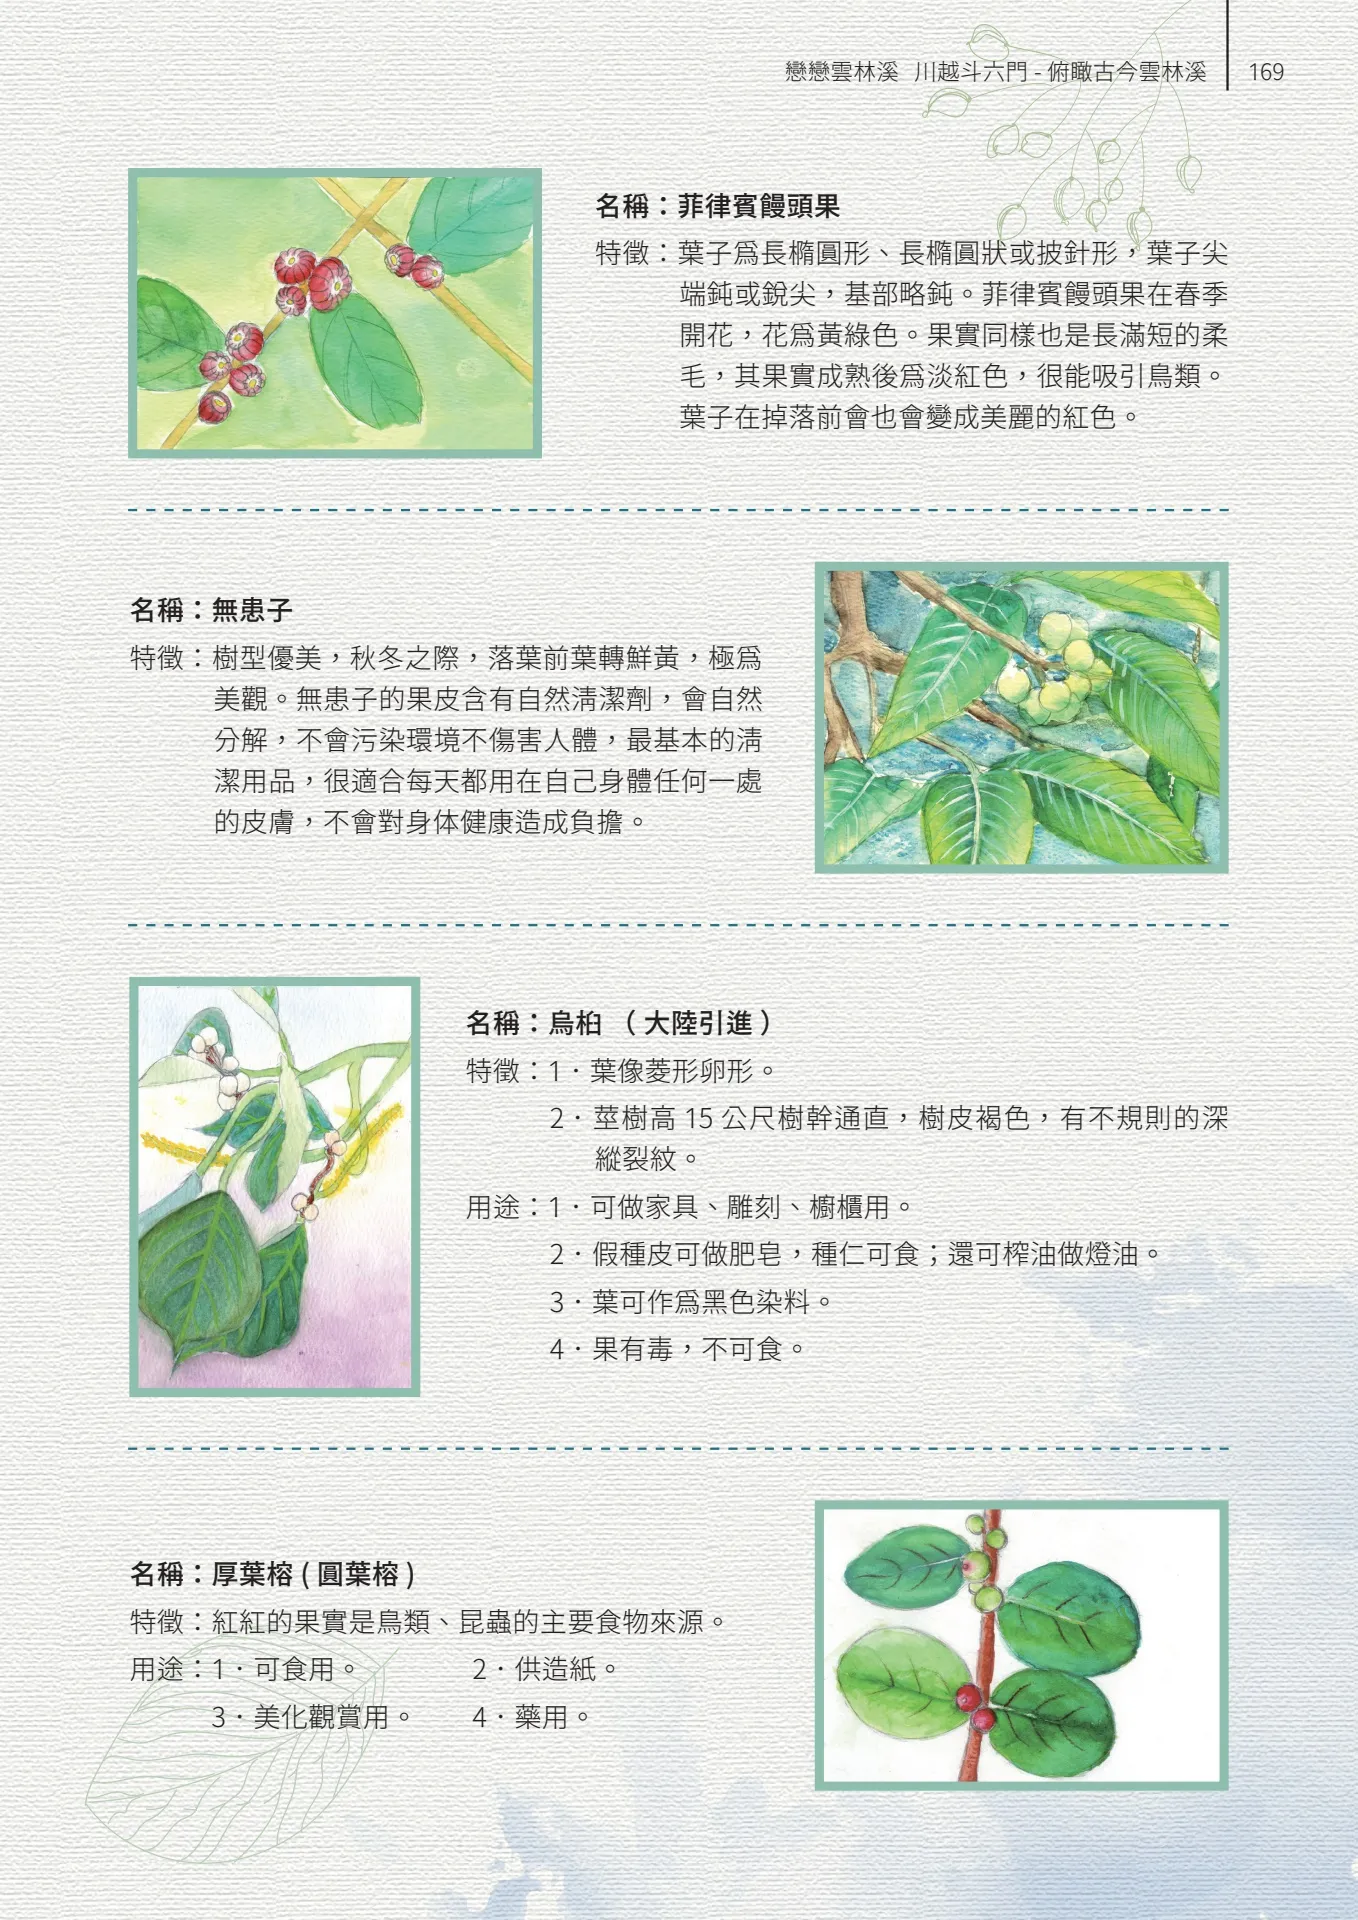 戀戀雲林溪 川越斗六門 - 俯瞰古今雲林溪 169
名稱：菲律賓饅頭果
特徵：葉子爲長橢圓形、長橢圓狀或披針形，葉子尖
端鈍或銳尖，基部略鈍。菲律賓饅頭果在春季
開花，花爲黃綠色。果實同樣也是長滿短的柔
毛，其果實成熟後爲淡紅色，很能吸引鳥類。
葉子在掉落前會也會變成美麗的紅色。
名稱：無患子
特徵：樹型優美，秋冬之際，落葉前葉轉鮮黃，極爲
美觀。無患子的果皮含有自然清潔劑，會自然
分解，不會污染環境不傷害人體，最基本的清
潔用品，很適合每天都用在自己身體任何一處
的皮膚，不會對身体健康造成負擔。
名稱：烏桕 （大陸引進）
特徵：1．葉像菱形卵形。
2．莖樹高 15 公尺樹幹通直，樹皮褐色，有不規則的深
縱裂紋。
用途：1．可做家具、雕刻、櫥櫃用。
2．假種皮可做肥皂，種仁可食；還可榨油做燈油。
3．葉可作爲黑色染料。
4．果有毒，不可食。
名稱：厚葉榕 ( 圓葉榕 )
特徵：紅紅的果實是鳥類、昆蟲的主要食物來源。
用途：1．可食用。 2．供造紙。
3．美化觀賞用。 4．藥用。